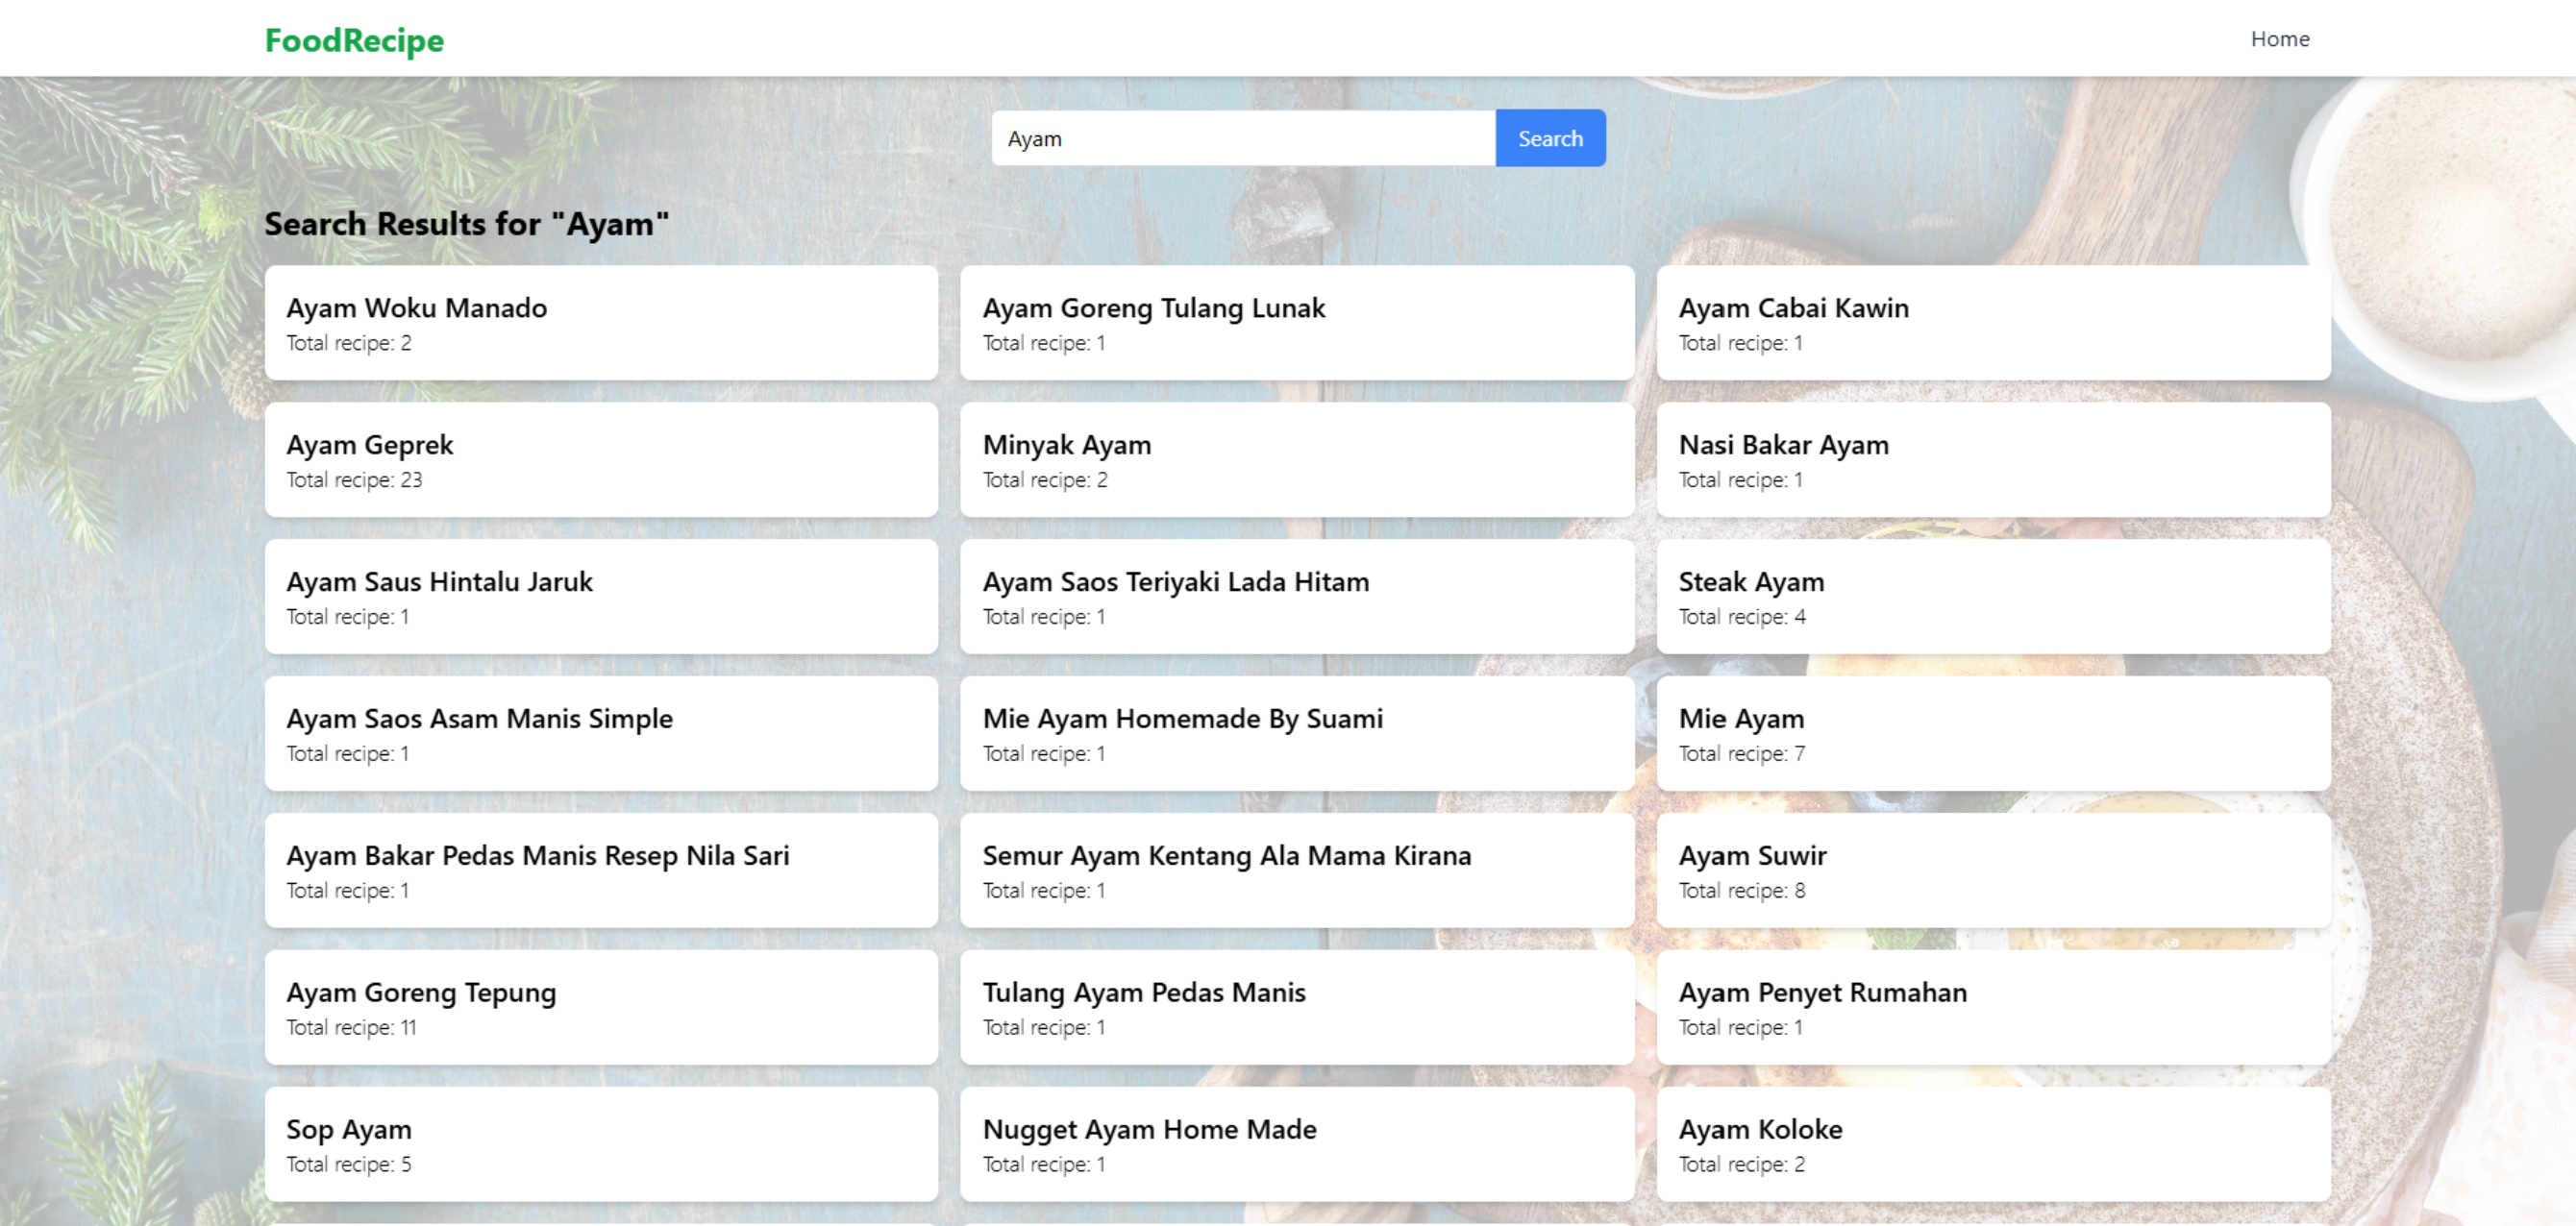 FoodRecipe
Home
Ayam
Search
Search Results for "Ayam"
Ayam Woku Manado
Total recipe: 2
Ayam Goreng Tulang Lunak
Total recipe: 1
Ayam Cabai Kawin
Total recipe: 1
Ayam Geprek
Total recipe: 23
Minyak Ayam
Total recipe: 2
Nasi Bakar Ayam
Total recipe: 1
Ayam Saus Hintalu Jaruk
Total recipe: 1
Ayam Saos Teriyaki Lada Hitam
Total recipe: 1
Steak Ayam
Total recipe: 4
Ayam Saos Asam Manis Simple
Total recipe: 1
Mie Ayam Homemade By Suami
Total recipe: 1
Mie Ayam
Total recipe: 7
Ayam Bakar Pedas Manis Resep Nila Sari
Total recipe: 1
Semur Ayam Kentang Ala Mama Kirana
Total recipe: 1
Ayam Suwir
Total recipe: 8
Ayam Goreng Tepung
Total recipe: 11
Tulang Ayam Pedas Manis
Total recipe: 1
Ayam Penyet Rumahan
Total recipe: 1
Sop Ayam
Total recipe: 5
Nugget Ayam Home Made
Total recipe: 1
Ayam Koloke
Total recipe: 2